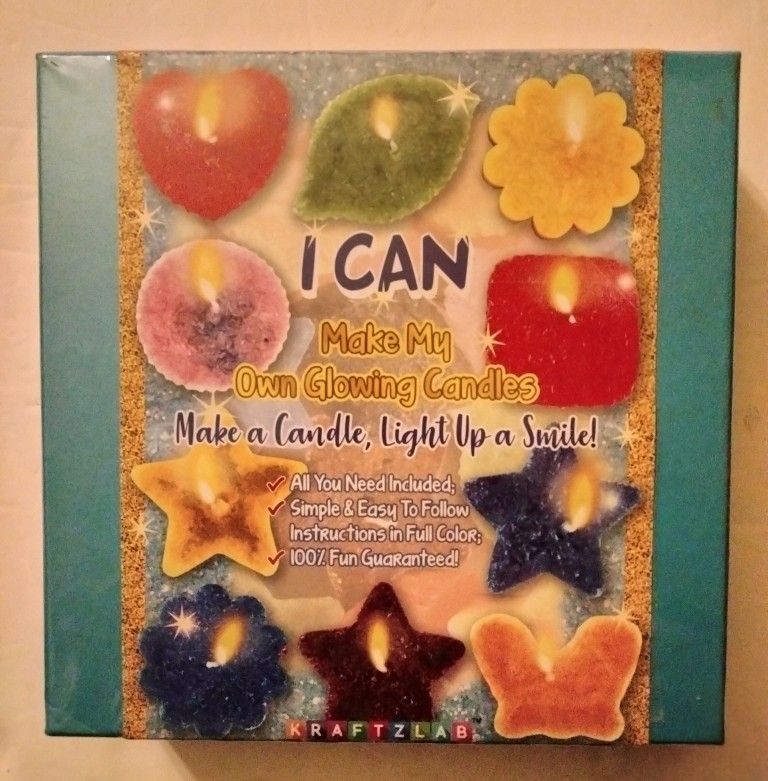 I CAN
Make My
Own Glowing Candles
Make a Candle, Light Up a Smile!
All You Need Included;
Simple & Easy To Follow
Instructions in Full Color;
100% Fun Guaranteed!
KRAFTZLAB™